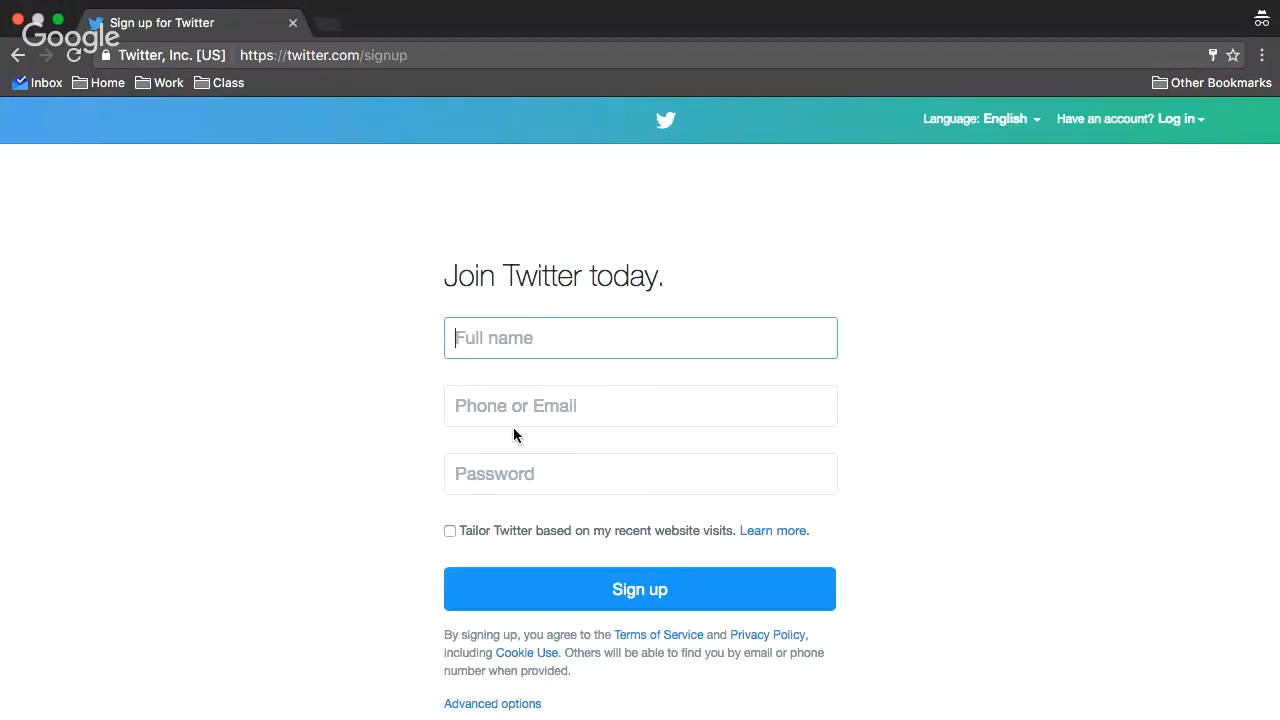 Sign up for Twitter
Google
Twitter, Inc. [US] https://twitter.com/signup
Inbox Home Work Class Other Bookmarks
Language: English Have an account? Log in
Join Twitter today.
Full name
Phone or Email
Password
Tailor Twitter based on my recent website visits. Learn more.
Sign up
By signing up, you agree to the Terms of Service and Privacy Policy,
including Cookie Use. Others will be able to find you by email or phone
number when provided.
Advanced options